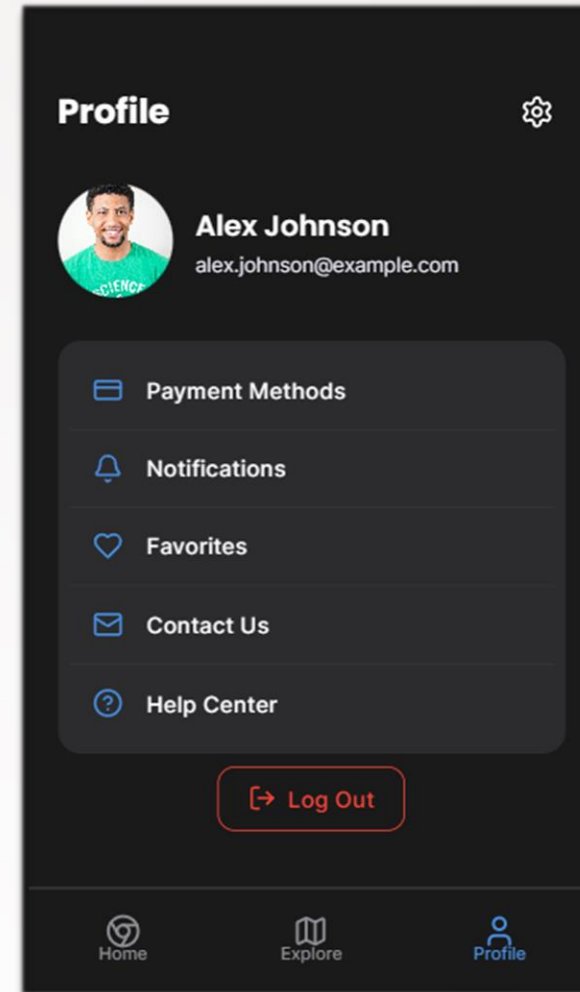 Profile
Alex Johnson
alex.johnson@example.com
SCIENCE
Payment Methods
Notifications
Favorites
Contact Us
Help Center
Log Out
Home
Explore
Profile